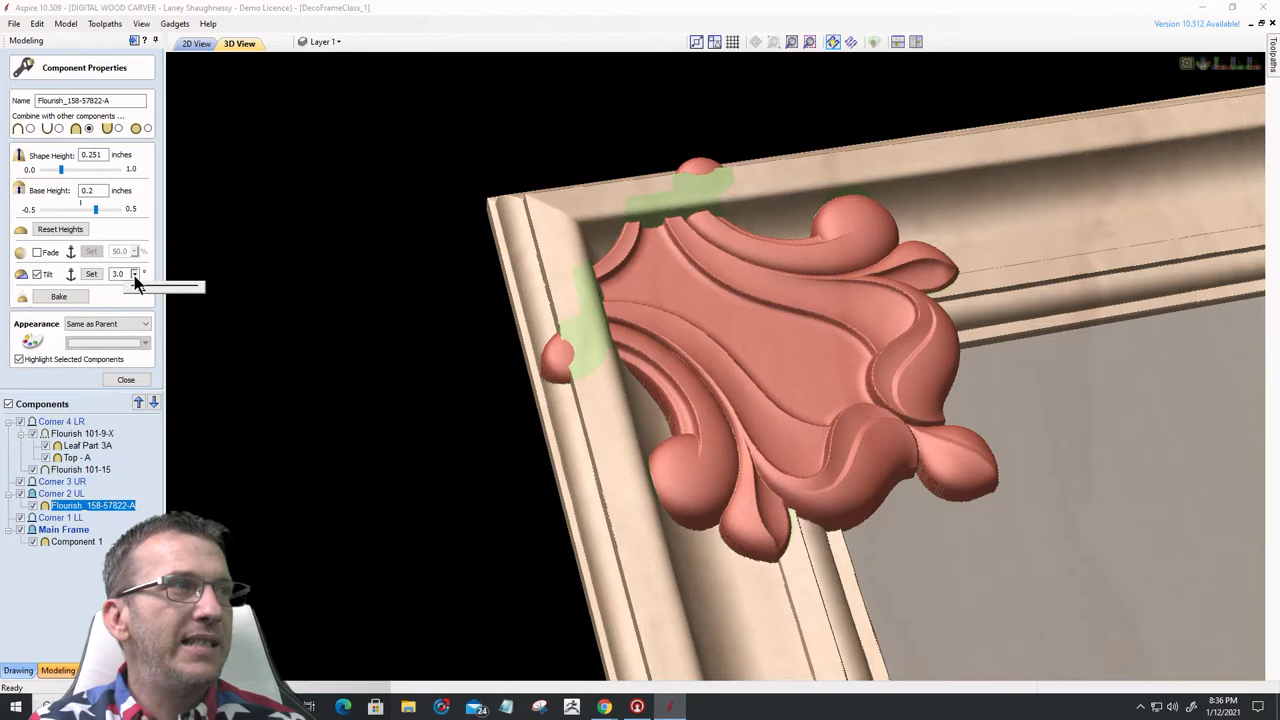 Aspire 10.509 - {DIGITAL WOOD CARVER - Laney Shaughnessy - Demo Licence} - [DecoFrameClass_1]
File Edit Model Toolpaths View Gadgets Help
Version 10.512 Available!
Modeling
2D View 3D View Layer 1
Toolpaths
Component Properties
Name Flourish_158-57822-A
Combine with other components ...
Shape Height: 0.251 inches
0.0 1.0
Base Height: 0.2 inches
-0.5 0.5
Reset Heights
Fade Set 50.0 %
Tilt Set 3.0 °
Bake
Appearance Same as Parent
Highlight Selected Components
Close
Components
Corner 4 LR
Flourish 101-9-X
Leaf Part 3A
Top - A
Flourish 101-15
Corner 3 UR
Corner 2 UL
Flourish_158-57822-A
Corner 1 LL
Main Frame
Component 1
Drawing Modeling
Ready
24
8:36 PM
1/12/2021